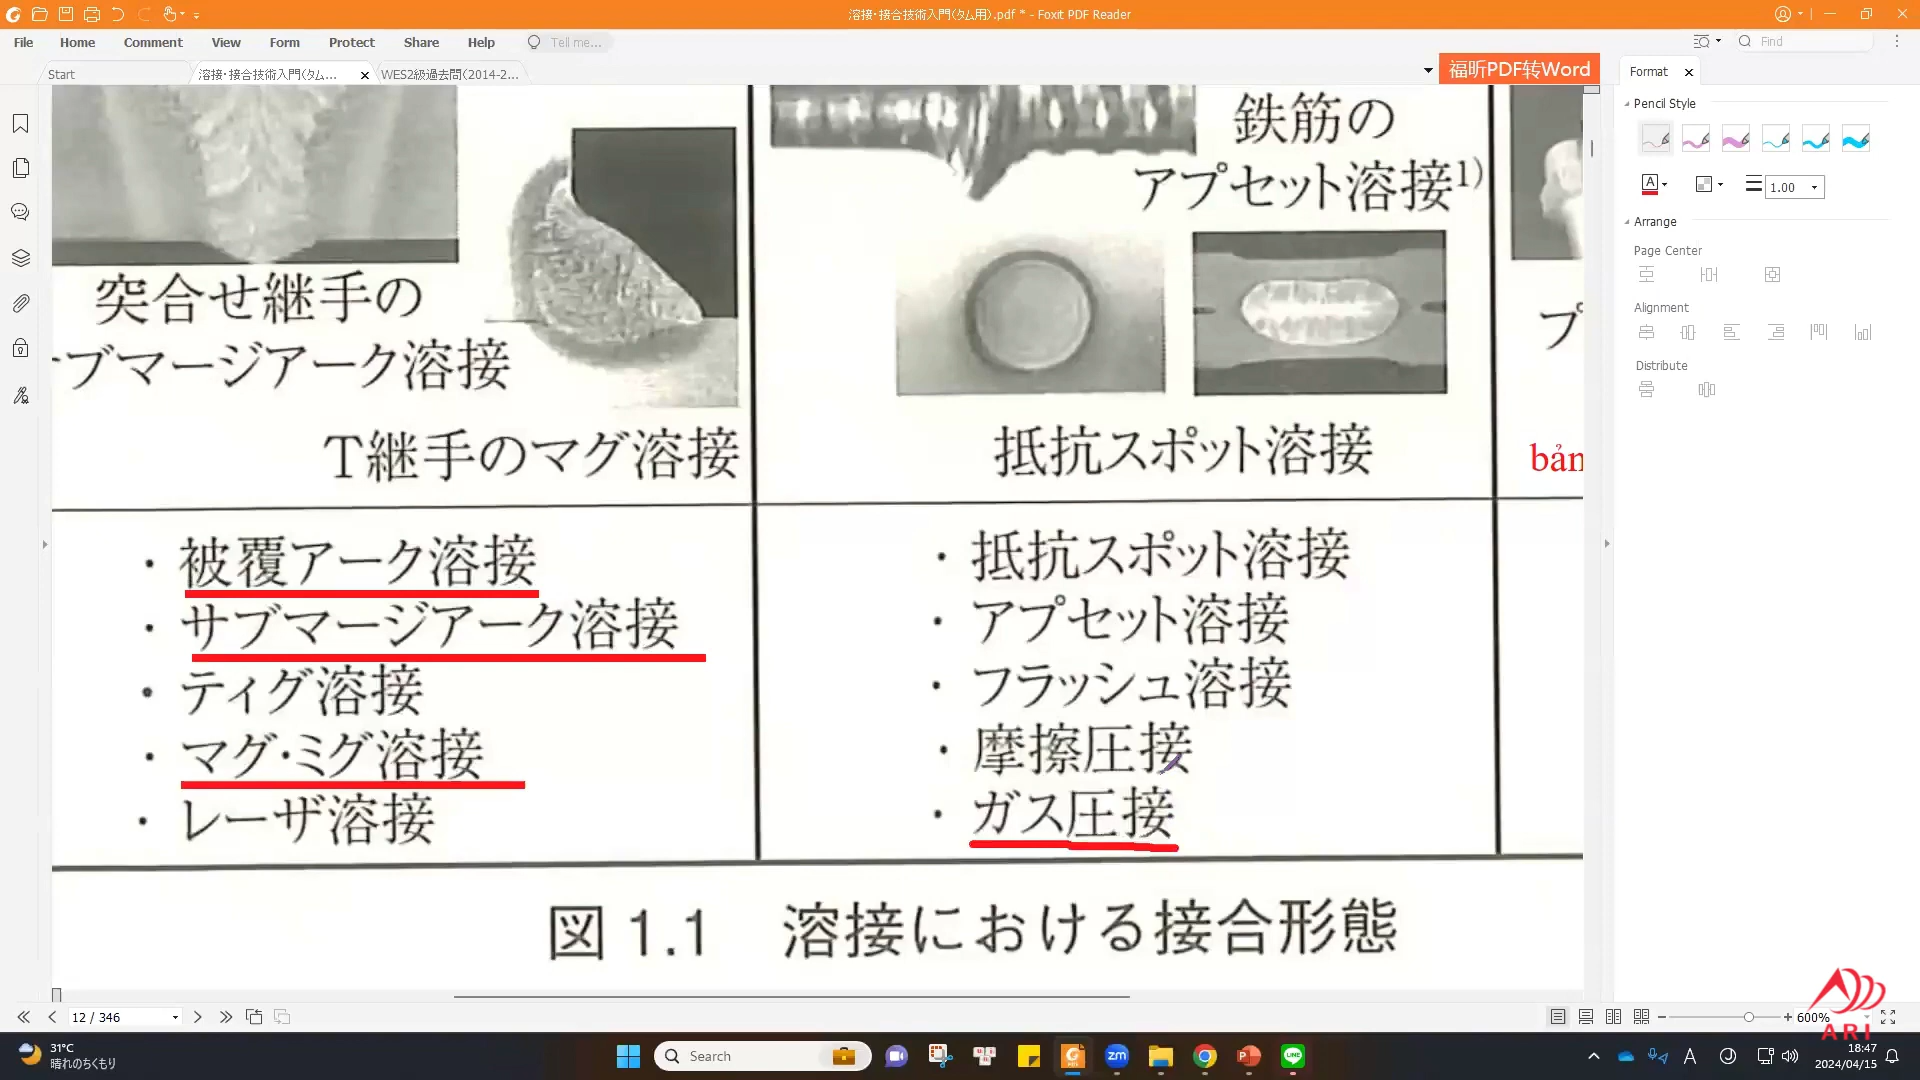 溶接・接合技術入門(タム用).pdf * - Foxit PDF Reader
File Home Comment View Form Protect Share Help Tell me... Find
Start 溶接・接合技術入門(タム... WES2級過去問(2014-2... 福昕PDF转Word
Format
Pencil Style
1.00
Arrange
Page Center
Alignment
Distribute
突合せ継手の
ブマージアーク溶接
T継手のマグ溶接
鉄筋の
アプセット溶接1)
抵抗スポット溶接
プ
bản
・被覆アーク溶接
・サブマージアーク溶接
・ティグ溶接
・マグ・ミグ溶接
・レーザ溶接
・抵抗スポット溶接
・アプセット溶接
・フラッシュ溶接
・摩擦圧接
・ガス圧接
図 1.1 溶接における接合形態
12 / 346
600%
ARI
31°C
晴れのちくもり
Search
zm
LINE
A
18:47
2024/04/15